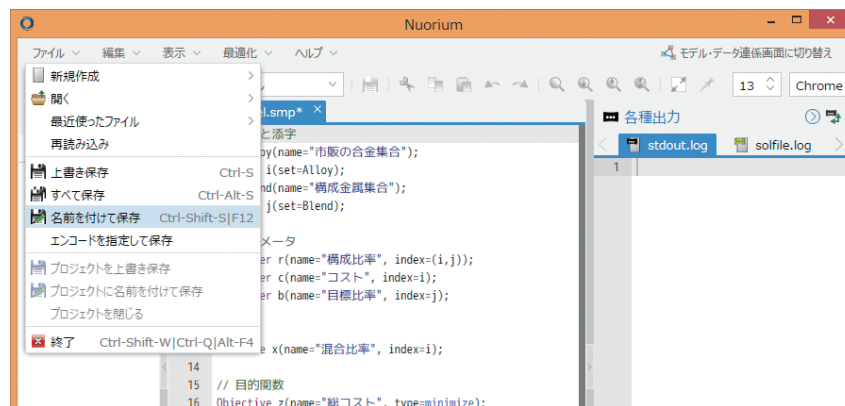 Nuorium
ファイル 編集 表示 最適化 ヘルプ モデル・データ連係画面に切り替え
新規作成
開く
最近使ったファイル
再読み込み
上書き保存 Ctrl-S
すべて保存 Ctrl-Alt-S
名前を付けて保存 Ctrl-Shift-S|F12
エンコードを指定して保存
プロジェクトを上書き保存
プロジェクトに名前を付けて保存
プロジェクトを閉じる
終了 Ctrl-Shift-W|Ctrl-Q|Alt-F4
13 Chrome
el.smp*
と添字
oy(name="市販の合金集合");
i(set=Alloy);
nd(name="構成金属集合");
j(set=Blend);
メータ
er r(name="構成比率", index=(i,j));
er c(name="コスト", index=i);
er b(name="目標比率", index=j);
e x(name="混合比率", index=i);
14
15 // 目的関数
16 Objective z(name="総コスト", type=minimize);
各種出力
stdout.log solfile.log
1